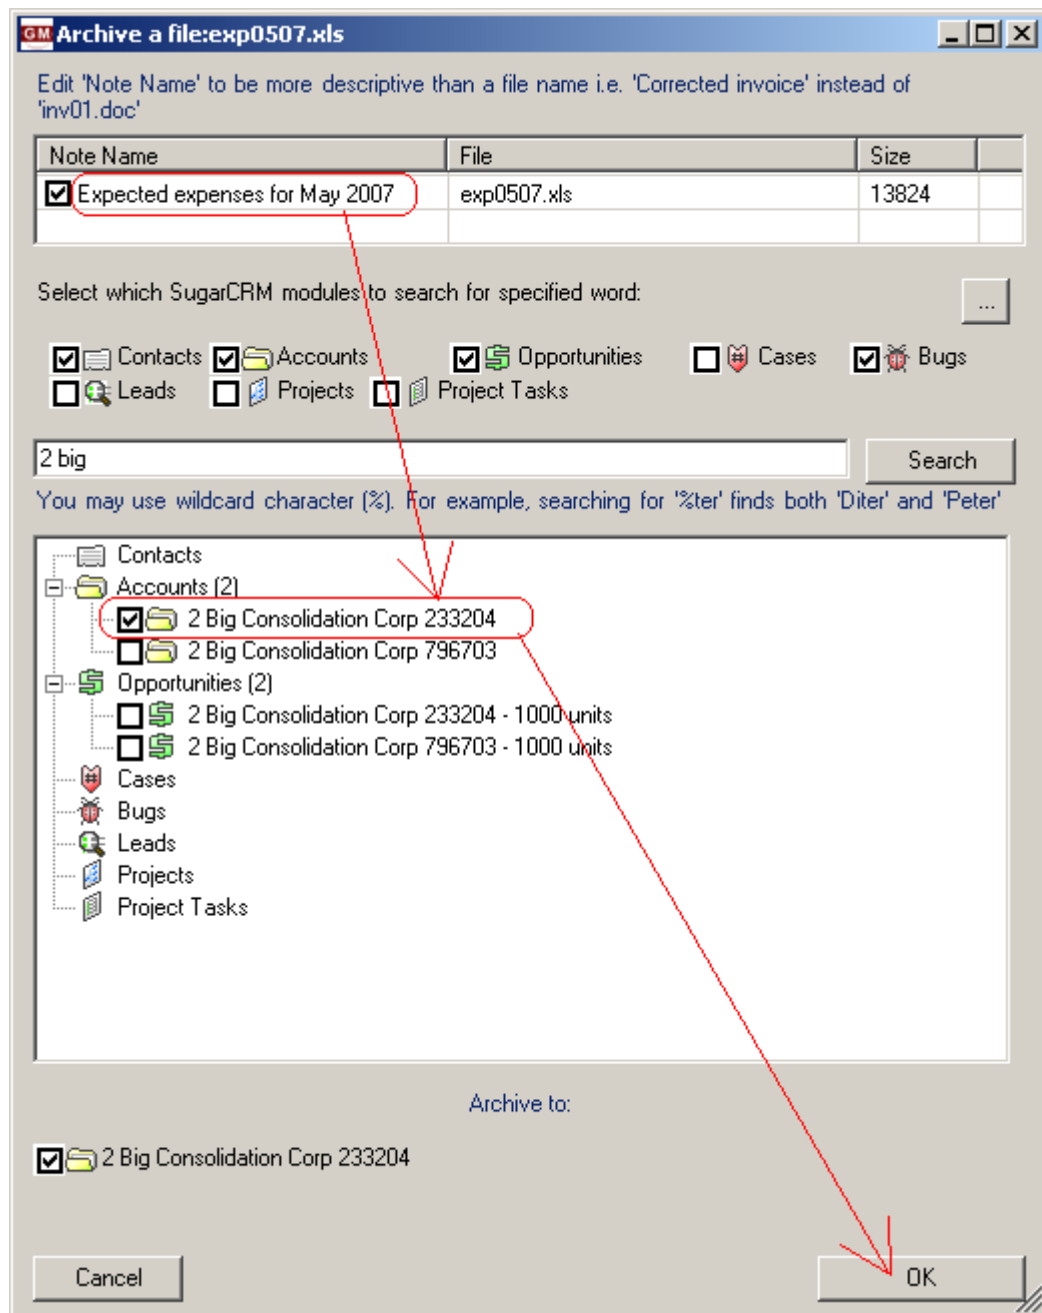 GM Archive a file:exp0507.xls
Edit 'Note Name' to be more descriptive than a file name i.e. 'Corrected invoice' instead of
'inv01.doc'
Note Name File Size
Expected expenses for May 2007 exp0507.xls 13824
Select which SugarCRM modules to search for specified word: ...
Contacts Accounts Opportunities Cases Bugs
Leads Projects Project Tasks
2 big Search
You may use wildcard character (%). For example, searching for '%ter' finds both 'Diter' and 'Peter'
Contacts
Accounts (2)
2 Big Consolidation Corp 233204
2 Big Consolidation Corp 796703
Opportunities (2)
2 Big Consolidation Corp 233204 - 1000 units
2 Big Consolidation Corp 796703 - 1000 units
Cases
Bugs
Leads
Projects
Project Tasks
Archive to:
2 Big Consolidation Corp 233204
Cancel OK